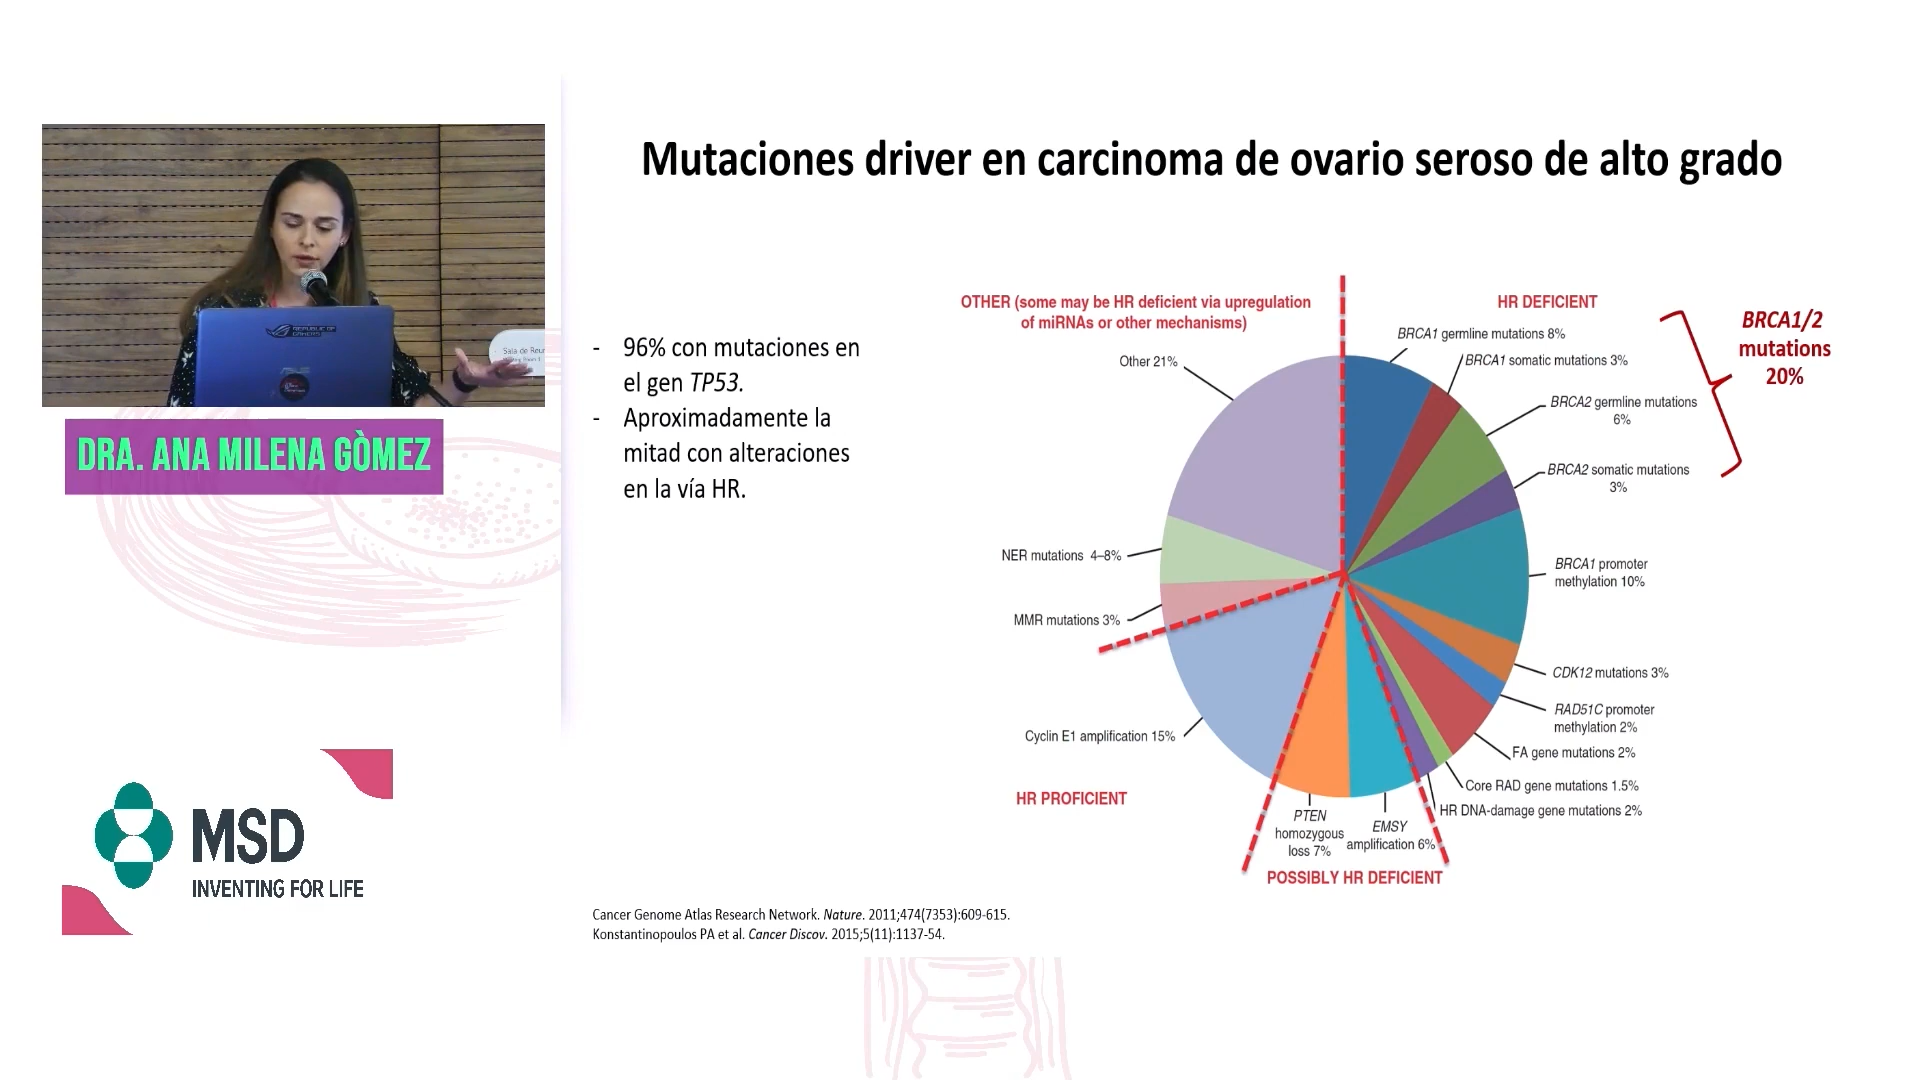 Mutaciones driver en carcinoma de ovario seroso de alto grado
REPUBLIC OF
GAMERS
ASUS
Sala de Reu
DRA. ANA MILENA GÒMEZ
MSD
INVENTING FOR LIFE
- 96% con mutaciones en
el gen TP53.
- Aproximadamente la
mitad con alteraciones
en la vía HR.
OTHER (some may be HR deficient via upregulation
of miRNAs or other mechanisms)
Other 21%
NER mutations 4–8%
MMR mutations 3%
Cyclin E1 amplification 15%
HR PROFICIENT
HR DEFICIENT
BRCA1 germline mutations 8%
BRCA1 somatic mutations 3%
BRCA2 germline mutations
6%
BRCA2 somatic mutations
3%
BRCA1/2
mutations
20%
BRCA1 promoter
methylation 10%
CDK12 mutations 3%
RAD51C promoter
methylation 2%
FA gene mutations 2%
Core RAD gene mutations 1.5%
HR DNA-damage gene mutations 2%
EMSY
amplification 6%
PTEN
homozygous
loss 7%
POSSIBLY HR DEFICIENT
Cancer Genome Atlas Research Network. Nature. 2011;474(7353):609-615.
Konstantinopoulos PA et al. Cancer Discov. 2015;5(11):1137-54.